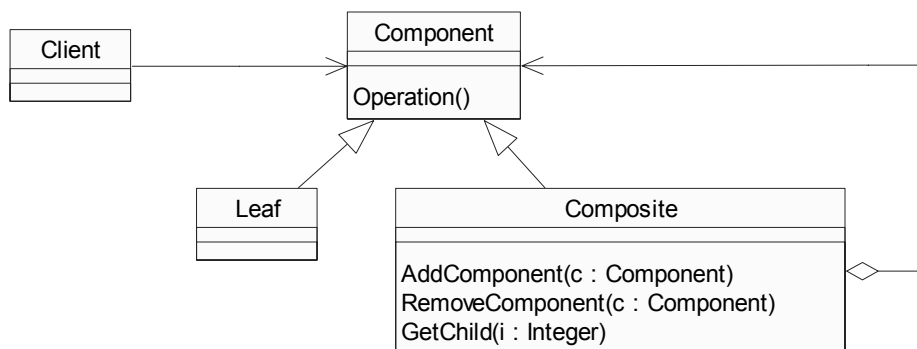 Client
Component
Operation()
Leaf
Composite
AddComponent(c : Component)
RemoveComponent(c : Component)
GetChild(i : Integer)